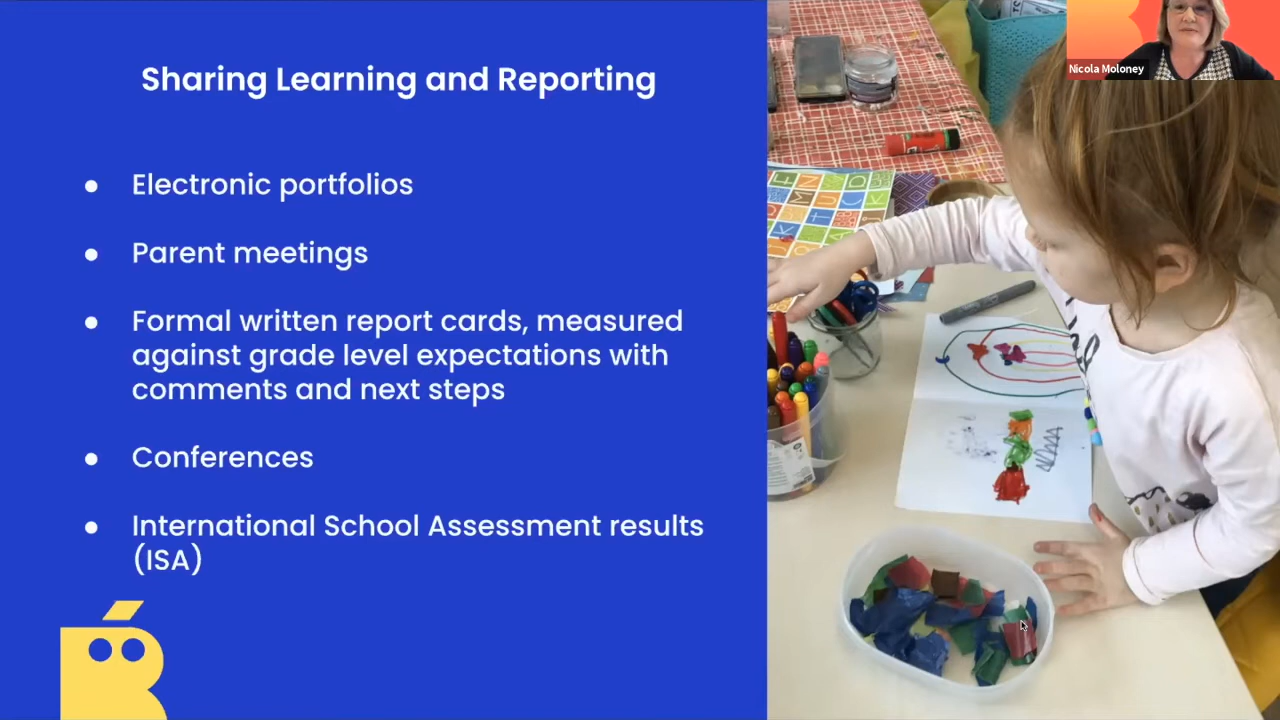 Sharing Learning and Reporting
● Electronic portfolios
● Parent meetings
● Formal written report cards, measured
against grade level expectations with
comments and next steps
● Conferences
● International School Assessment results
(ISA)
Nicola Moloney